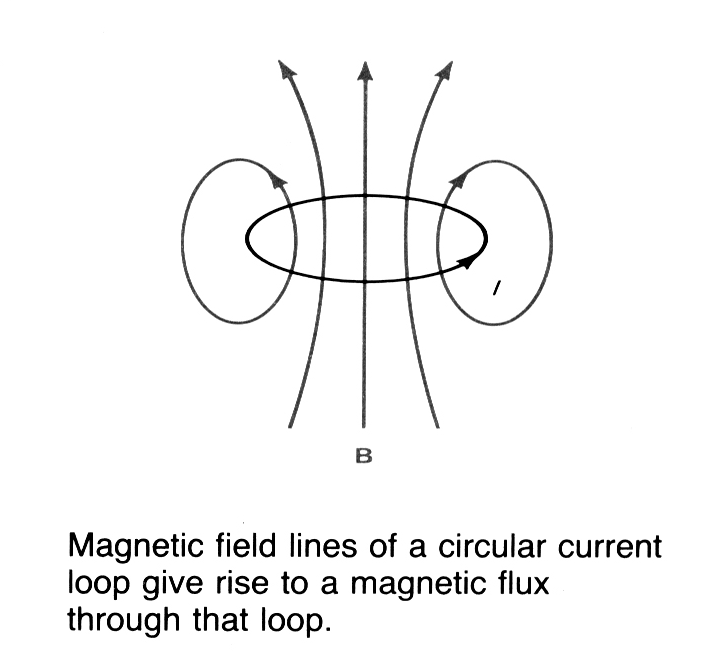 I
B
Magnetic field lines of a circular current
loop give rise to a magnetic flux
through that loop.